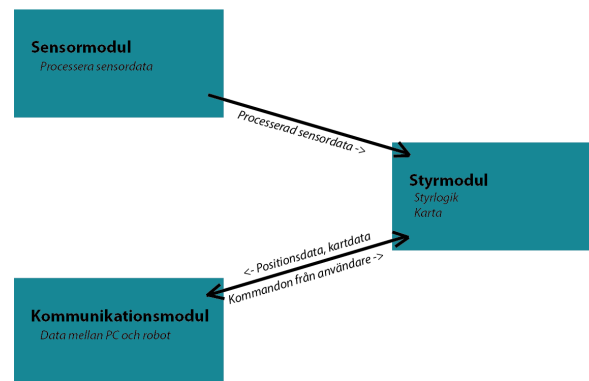 Sensormodul
Processera sensordata
Processerad sensordata ->
Styrmodul
Styrlogik
Karta
<- Positionsdata, kartdata
Kommandon från användare ->
Kommunikationsmodul
Data mellan PC och robot